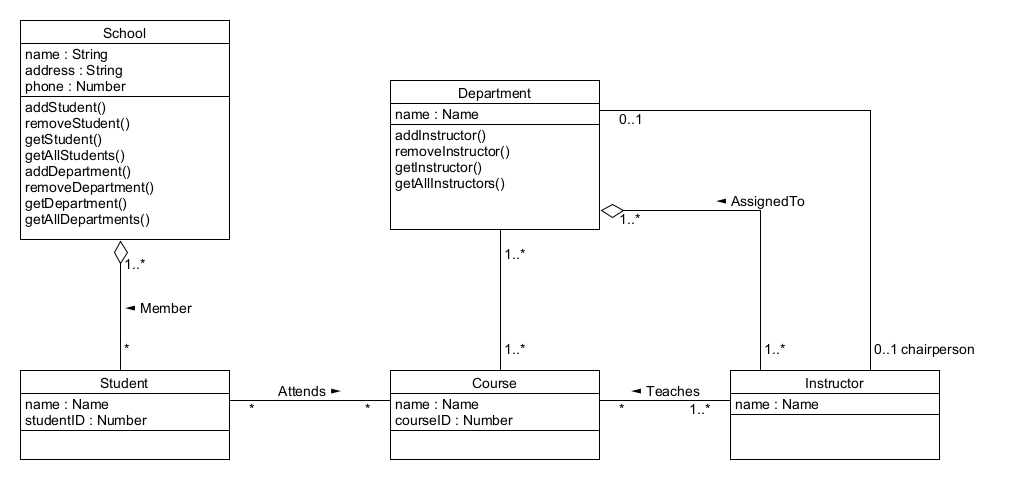 School
name : String
address : String
phone : Number
addStudent()
removeStudent()
getStudent()
getAllStudents()
addDepartment()
removeDepartment()
getDepartment()
getAllDepartments()
1..*
◄ Member
*
Department
name : Name
addInstructor()
removeInstructor()
getInstructor()
getAllInstructors()
0..1
◄ AssignedTo
1..*
1..*
1..*
1..*
0..1 chairperson
Student
name : Name
studentID : Number
Attends ►
*
*
Course
name : Name
courseID : Number
◄ Teaches
*
1..*
Instructor
name : Name